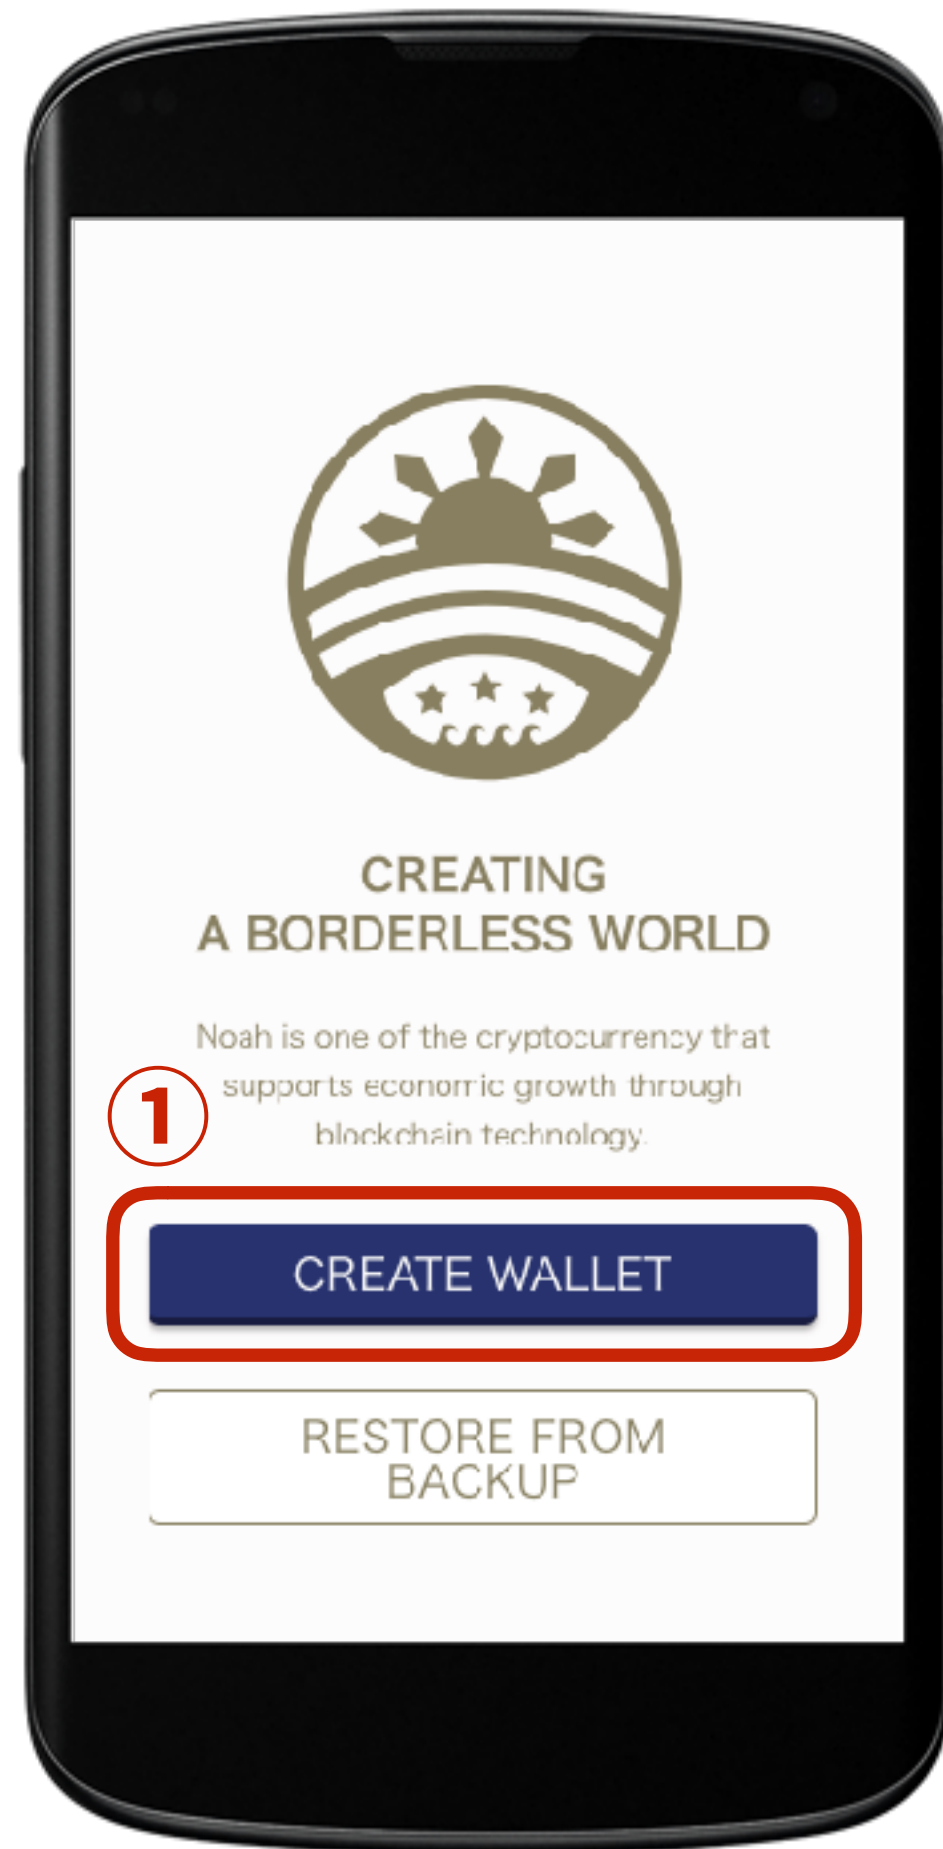 CREATING
A BORDERLESS WORLD
Noah is one of the cryptocurrency that
supports economic growth through
blockchain technology.
1
CREATE WALLET
RESTORE FROM
BACKUP